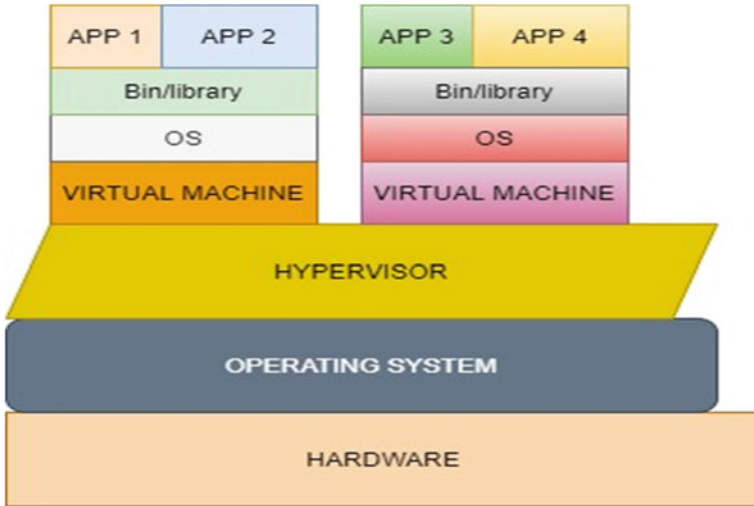 APP 1 APP 2 APP 3 APP 4
Bin/library Bin/library
OS OS
VIRTUAL MACHINE VIRTUAL MACHINE
HYPERVISOR
OPERATING SYSTEM
HARDWARE